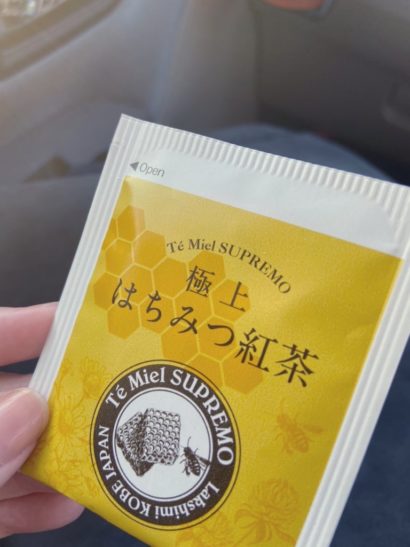 ◀Open
Té Miel SUPREMO
極上
はちみつ紅茶
Té Miel SUPREMO
Lakshimi KOBE JAPAN